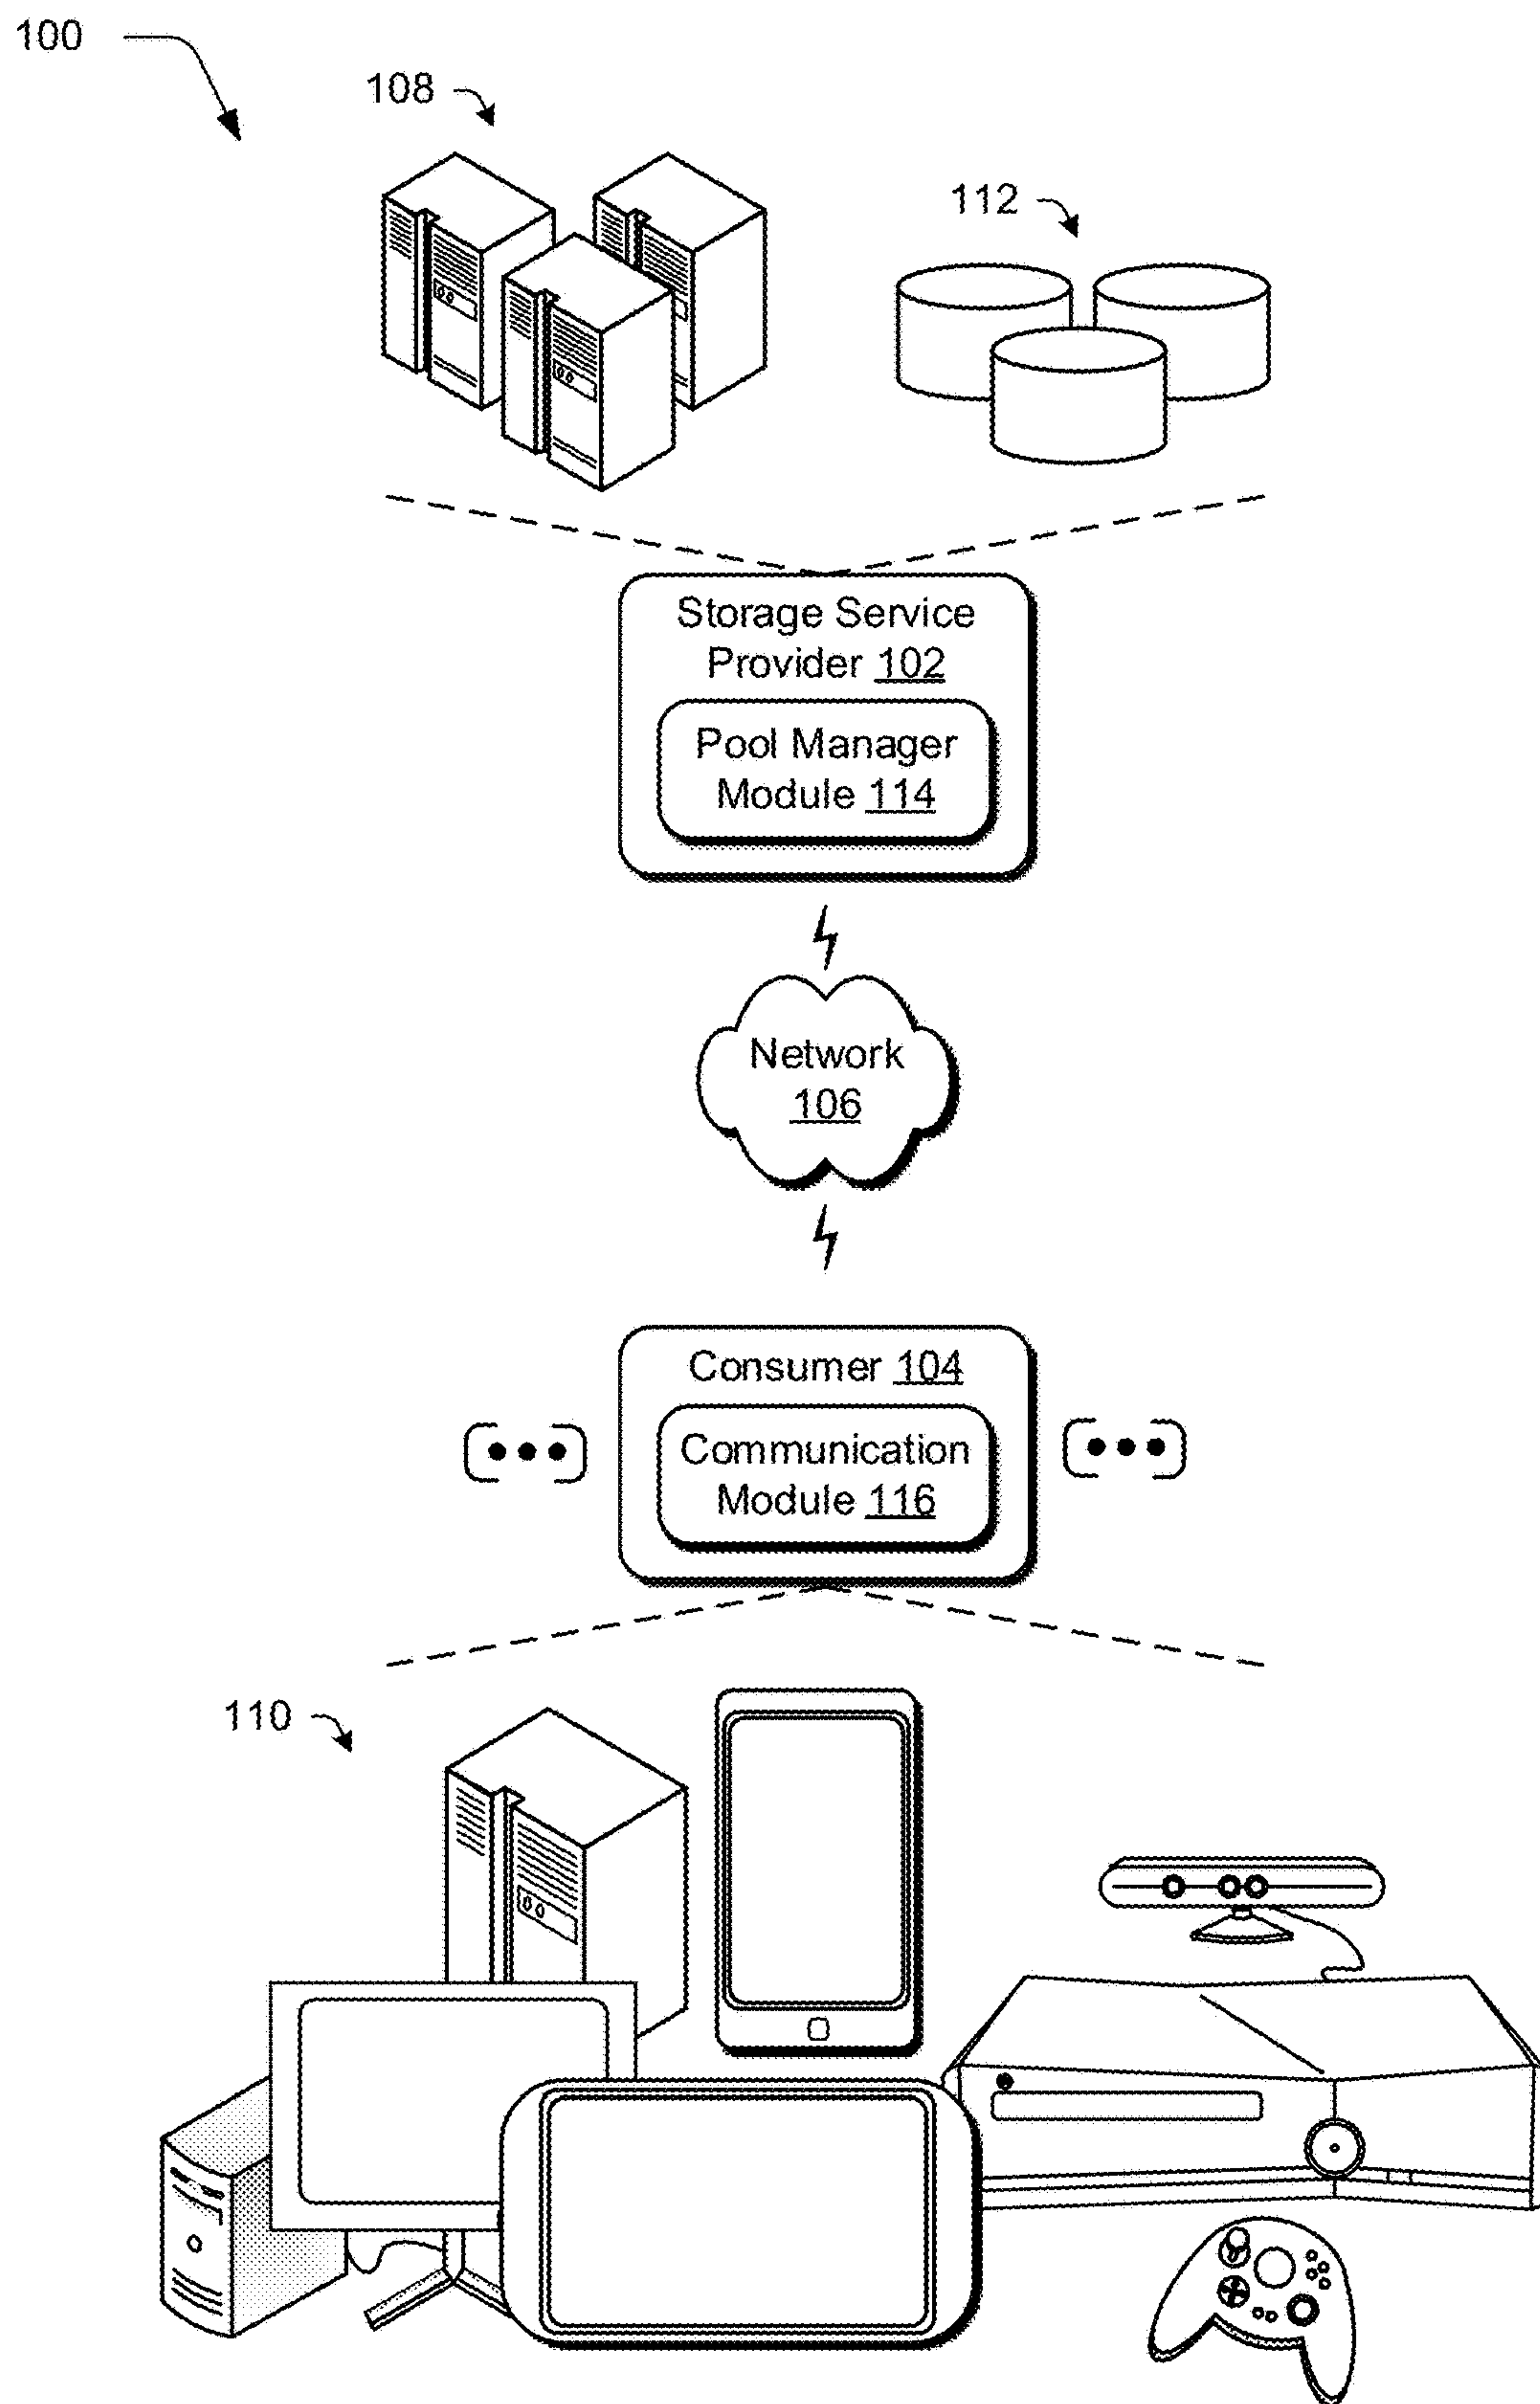 100
108
112
Storage Service
Provider 102
Pool Manager
Module 114
Network
106
Consumer 104
Communication
Module 116
110